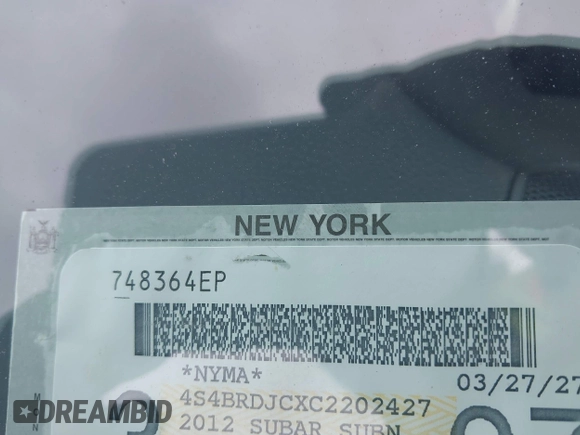 NEW YORK
748364EP
*NYMA*
03/27/27
4S4BRDJCXC2202427
2012 SUBAR SUBN
DREAMBID